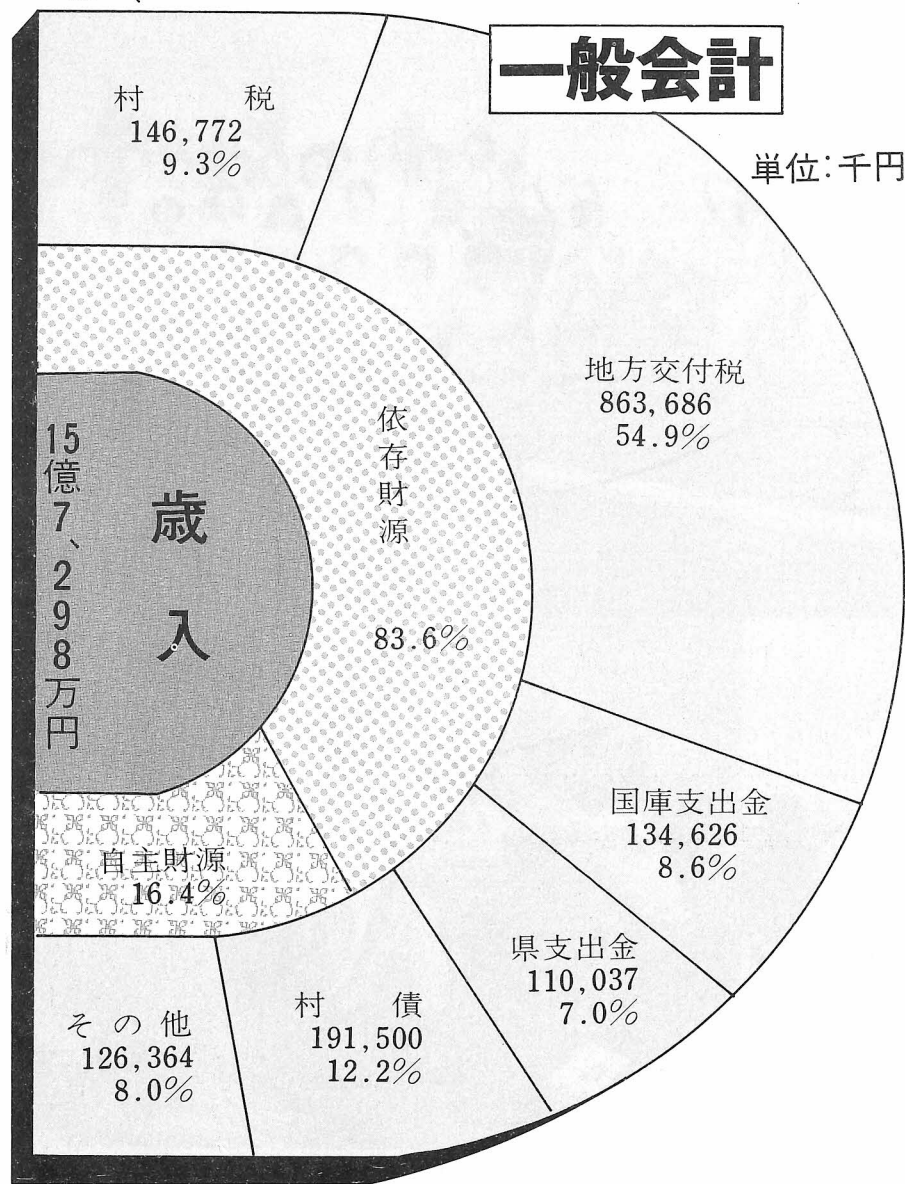 一般会計
単位:千円
村税
146,772
9.3%
地方交付税
863,686
54.9%
国庫支出金
134,626
8.6%
県支出金
110,037
7.0%
村債
191,500
12.2%
その他
126,364
8.0%
依存財源
83.6%
自主財源
16.4%
歳入
15億7、298万円